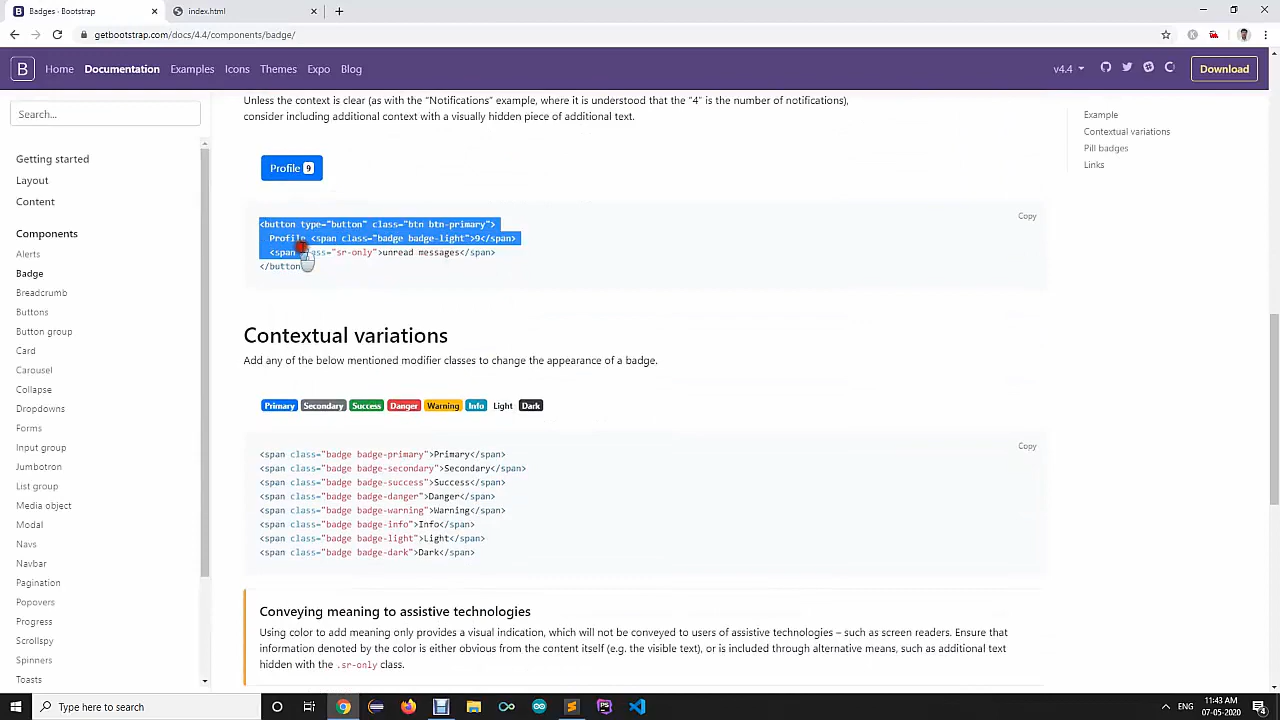 Badges · Bootstrap
index.html
getbootstrap.com/docs/4.4/components/badge/
B Home Documentation Examples Icons Themes Expo Blog v4.4 Download
Search...
Getting started
Layout
Content
Components
Alerts
Badge
Breadcrumb
Buttons
Button group
Card
Carousel
Collapse
Dropdowns
Forms
Input group
Jumbotron
List group
Media object
Modal
Navs
Navbar
Pagination
Popovers
Progress
Scrollspy
Spinners
Toasts
Unless the context is clear (as with the “Notifications” example, where it is understood that the “4” is the number of notifications),
consider including additional context with a visually hidden piece of additional text.
Profile 9
Copy
<button type="button" class="btn btn-primary">
Profile <span class="badge badge-light">9</span>
<span class="sr-only">unread messages</span>
</button
Contextual variations
Add any of the below mentioned modifier classes to change the appearance of a badge.
Primary Secondary Success Danger Warning Info Light Dark
Copy
<span class="badge badge-primary">Primary</span>
<span class="badge badge-secondary">Secondary</span>
<span class="badge badge-success">Success</span>
<span class="badge badge-danger">Danger</span>
<span class="badge badge-warning">Warning</span>
<span class="badge badge-info">Info</span>
<span class="badge badge-light">Light</span>
<span class="badge badge-dark">Dark</span>
Conveying meaning to assistive technologies
Using color to add meaning only provides a visual indication, which will not be conveyed to users of assistive technologies – such as screen readers. Ensure that
information denoted by the color is either obvious from the content itself (e.g. the visible text), or is included through alternative means, such as additional text
hidden with the .sr-only class.
Example
Contextual variations
Pill badges
Links
Type here to search
ENG
11:43 AM
07-05-2020